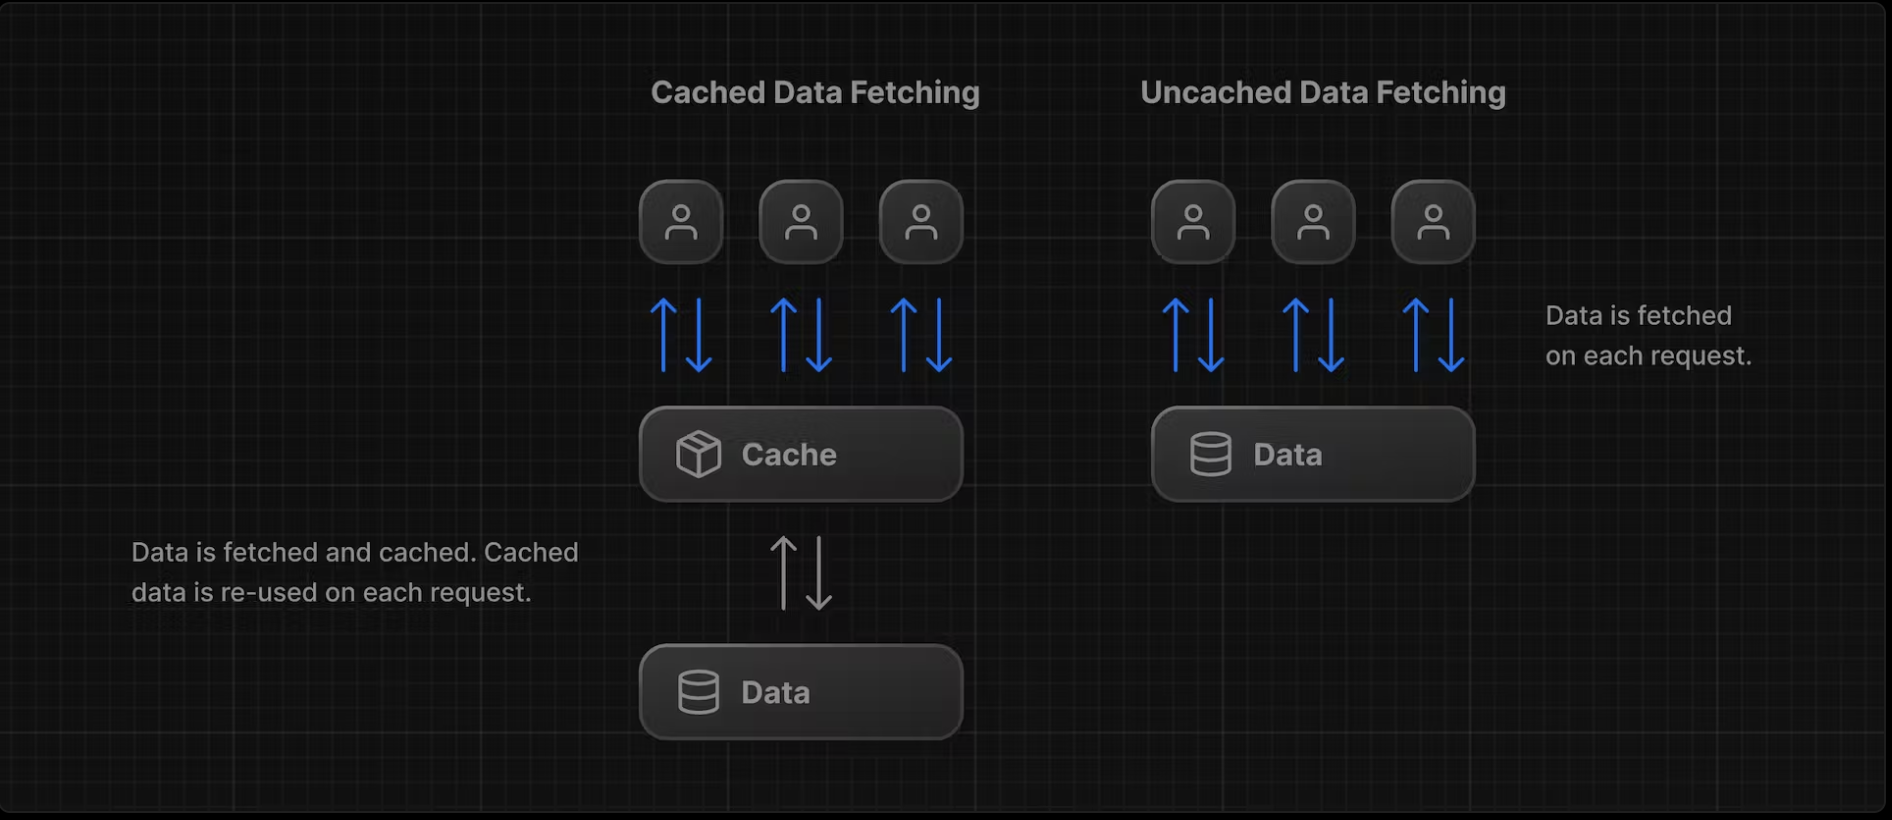 Cached Data Fetching
Uncached Data Fetching
Data is fetched
on each request.
Cache
Data
Data is fetched and cached. Cached
data is re-used on each request.
Data